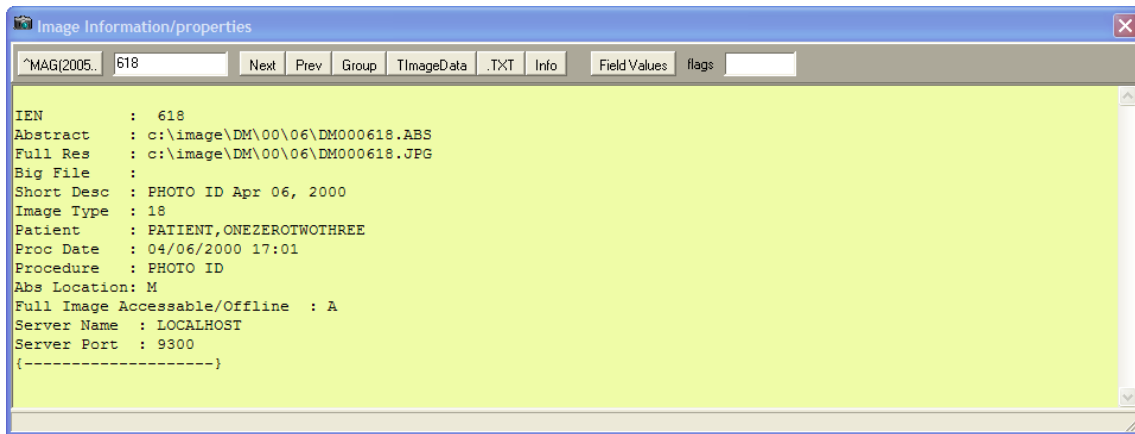 Image Information/properties
^MAG(2005.. 618 Next Prev Group TImageData .TXT Info Field Values flags
IEN : 618
Abstract : c:\image\DM\00\06\DM000618.ABS
Full Res : c:\image\DM\00\06\DM000618.JPG
Big File :
Short Desc : PHOTO ID Apr 06, 2000
Image Type : 18
Patient : PATIENT,ONEZEROTWOTHREE
Proc Date : 04/06/2000 17:01
Procedure : PHOTO ID
Abs Location: M
Full Image Accessable/Offline : A
Server Name : LOCALHOST
Server Port : 9300
{---------------------}